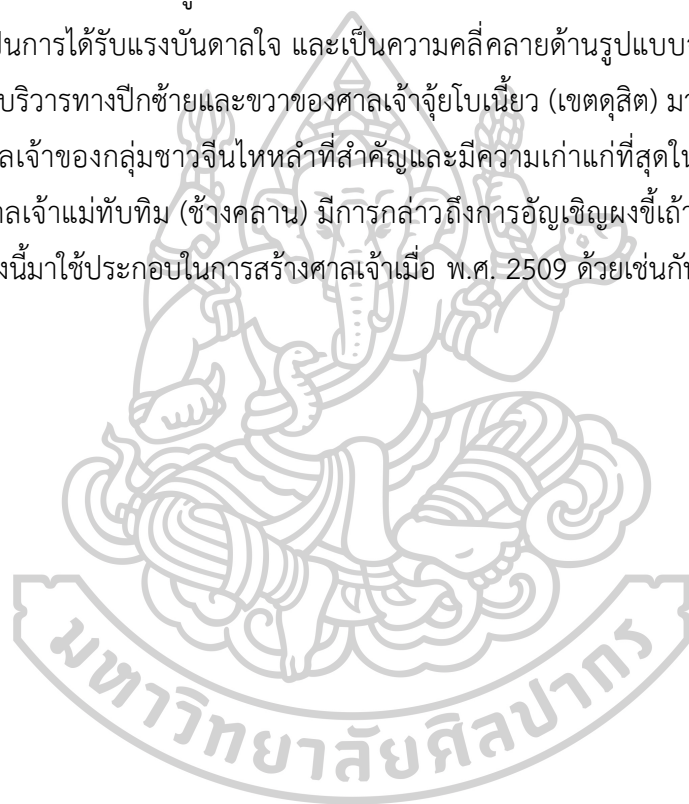 ป็นการได้รับแรงบันดาลใจ และเป็นความคลี่คลายด้านรูปแบบ
บริวารทางปีกซ้ายและขวาของศาลเจ้าจุ้ยโบเนี้ยว (เขตดุสิต) มา
ลเจ้าของกลุ่มชาวจีนไหหลำที่สำคัญและมีความเก่าแก่ที่สุดใน
าลเจ้าแม่ทับทิม (ช้างคลาน) มีการกล่าวถึงการอัญเชิญผงขี้เถ้า
งนี้มาใช้ประกอบในการสร้างศาลเจ้าเมื่อ พ.ศ. 2509 ด้วยเช่นกั
มหาวิทยาลัยศิลปากร